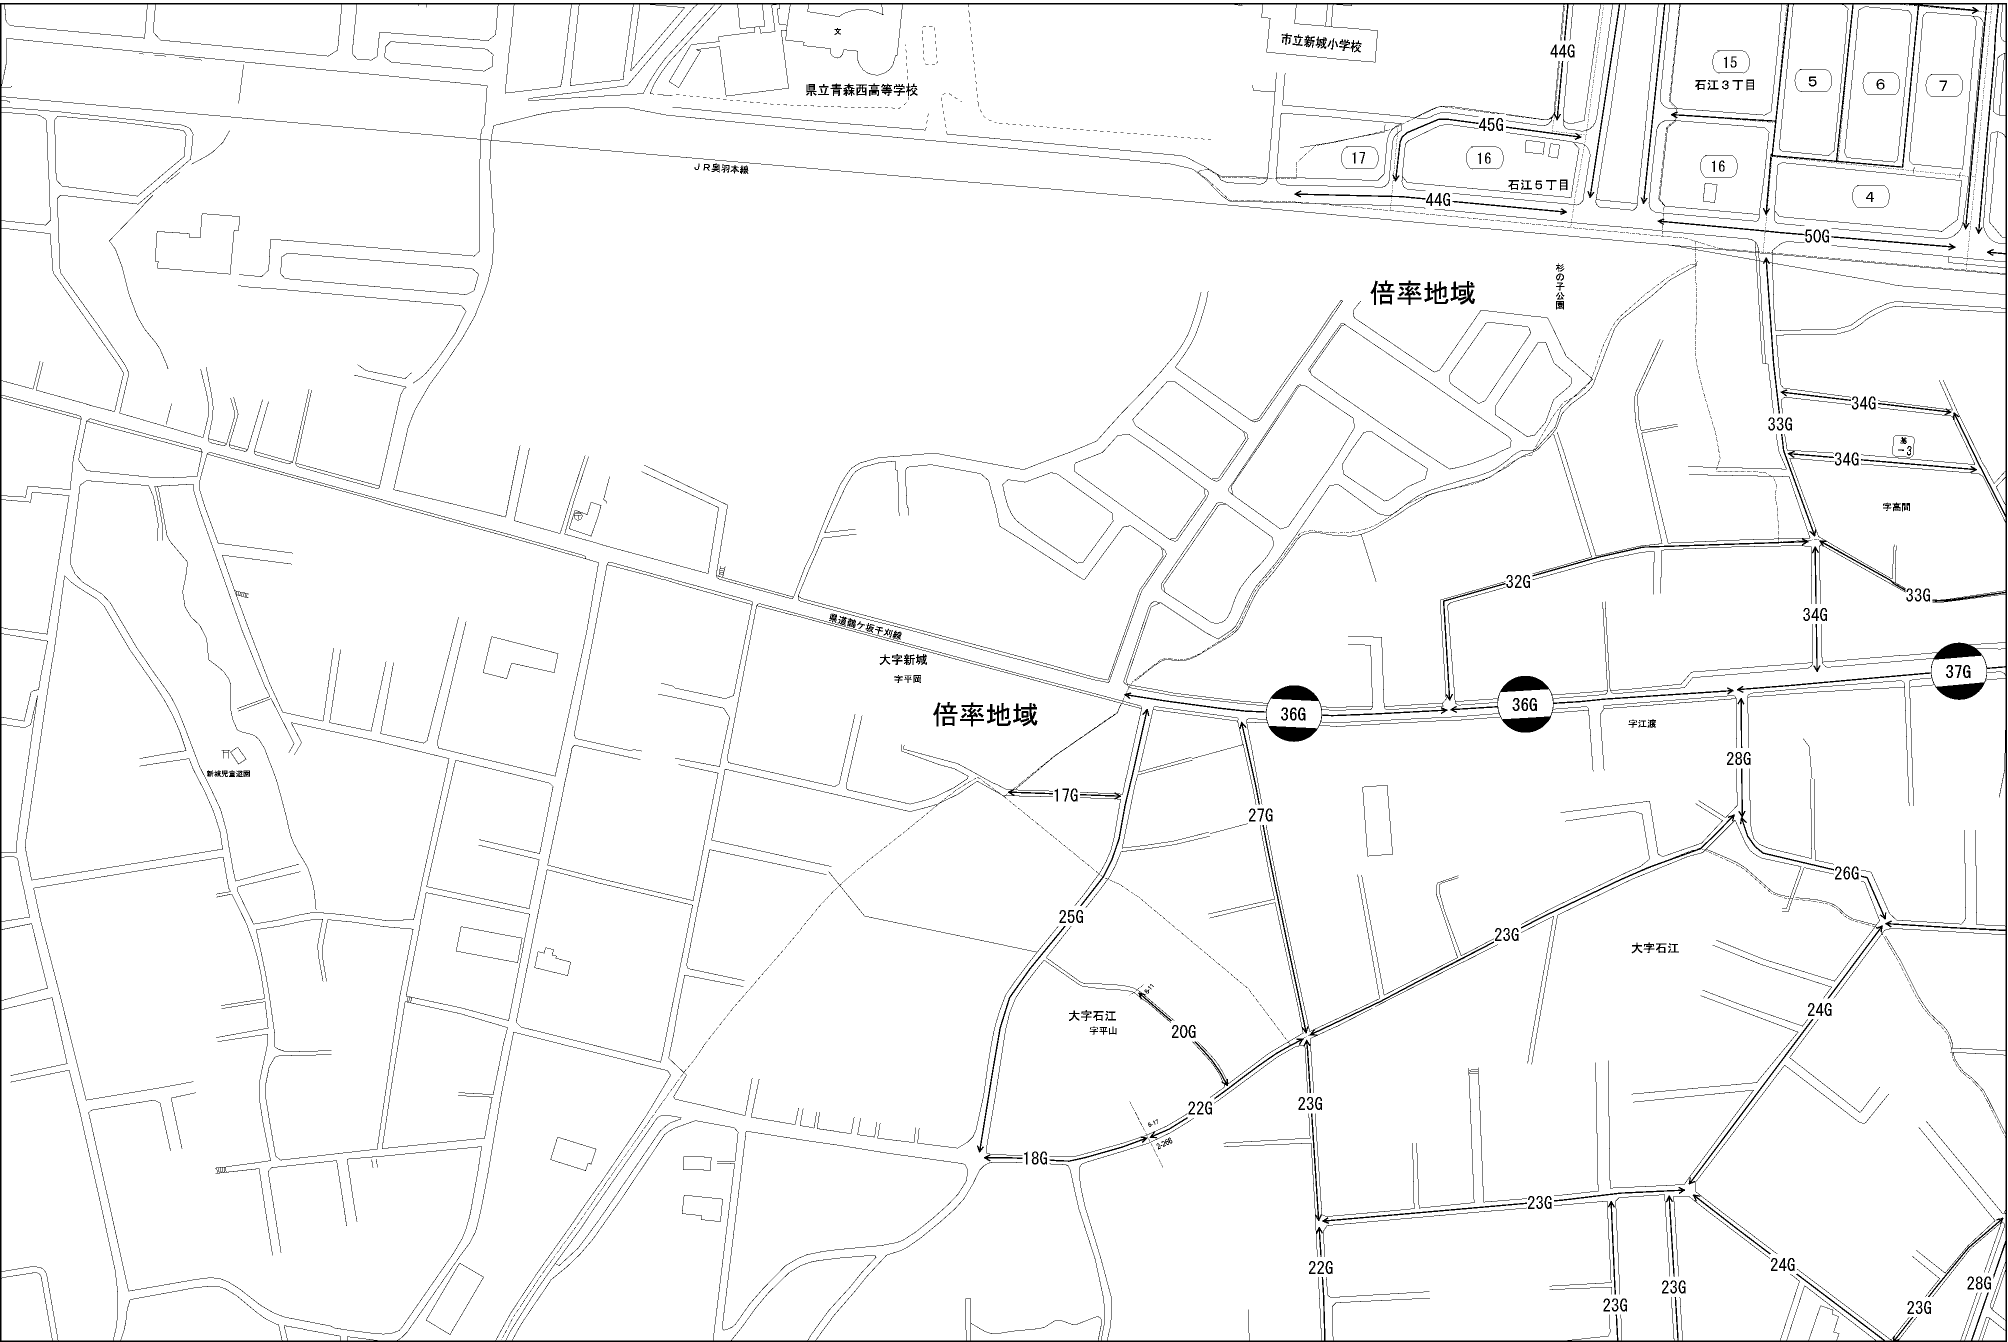 文
県立青森西高等学校
市立新城小学校
44G
15
石江３丁目
5
6
7
45G
17
16
石江５丁目
16
4
ＪＲ奥羽本線
44G
50G
倍率地域
杉の子公園
34G
33G
34G
-3
字高間
32G
33G
34G
県道鶴ケ坂千刈線
大字新城
字平岡
倍率地域
36G
36G
37G
字江渡
新城児童遊園
17G
27G
28G
26G
25G
23G
大字石江
大字石江
字平山
20G
24G
22G
23G
6-17
2-266
18G
23G
22G
24G
23G
23G
23G
28G